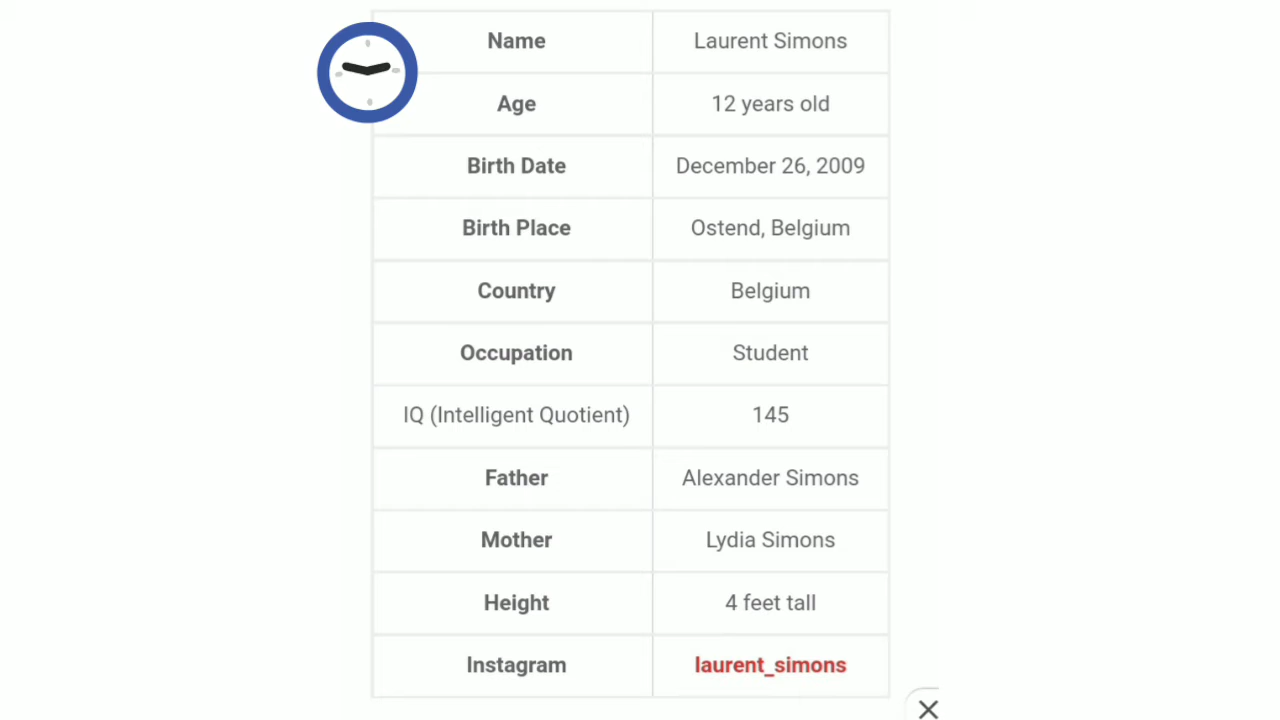 Name Laurent Simons
Age 12 years old
Birth Date December 26, 2009
Birth Place Ostend, Belgium
Country Belgium
Occupation Student
IQ (Intelligent Quotient) 145
Father Alexander Simons
Mother Lydia Simons
Height 4 feet tall
Instagram laurent_simons